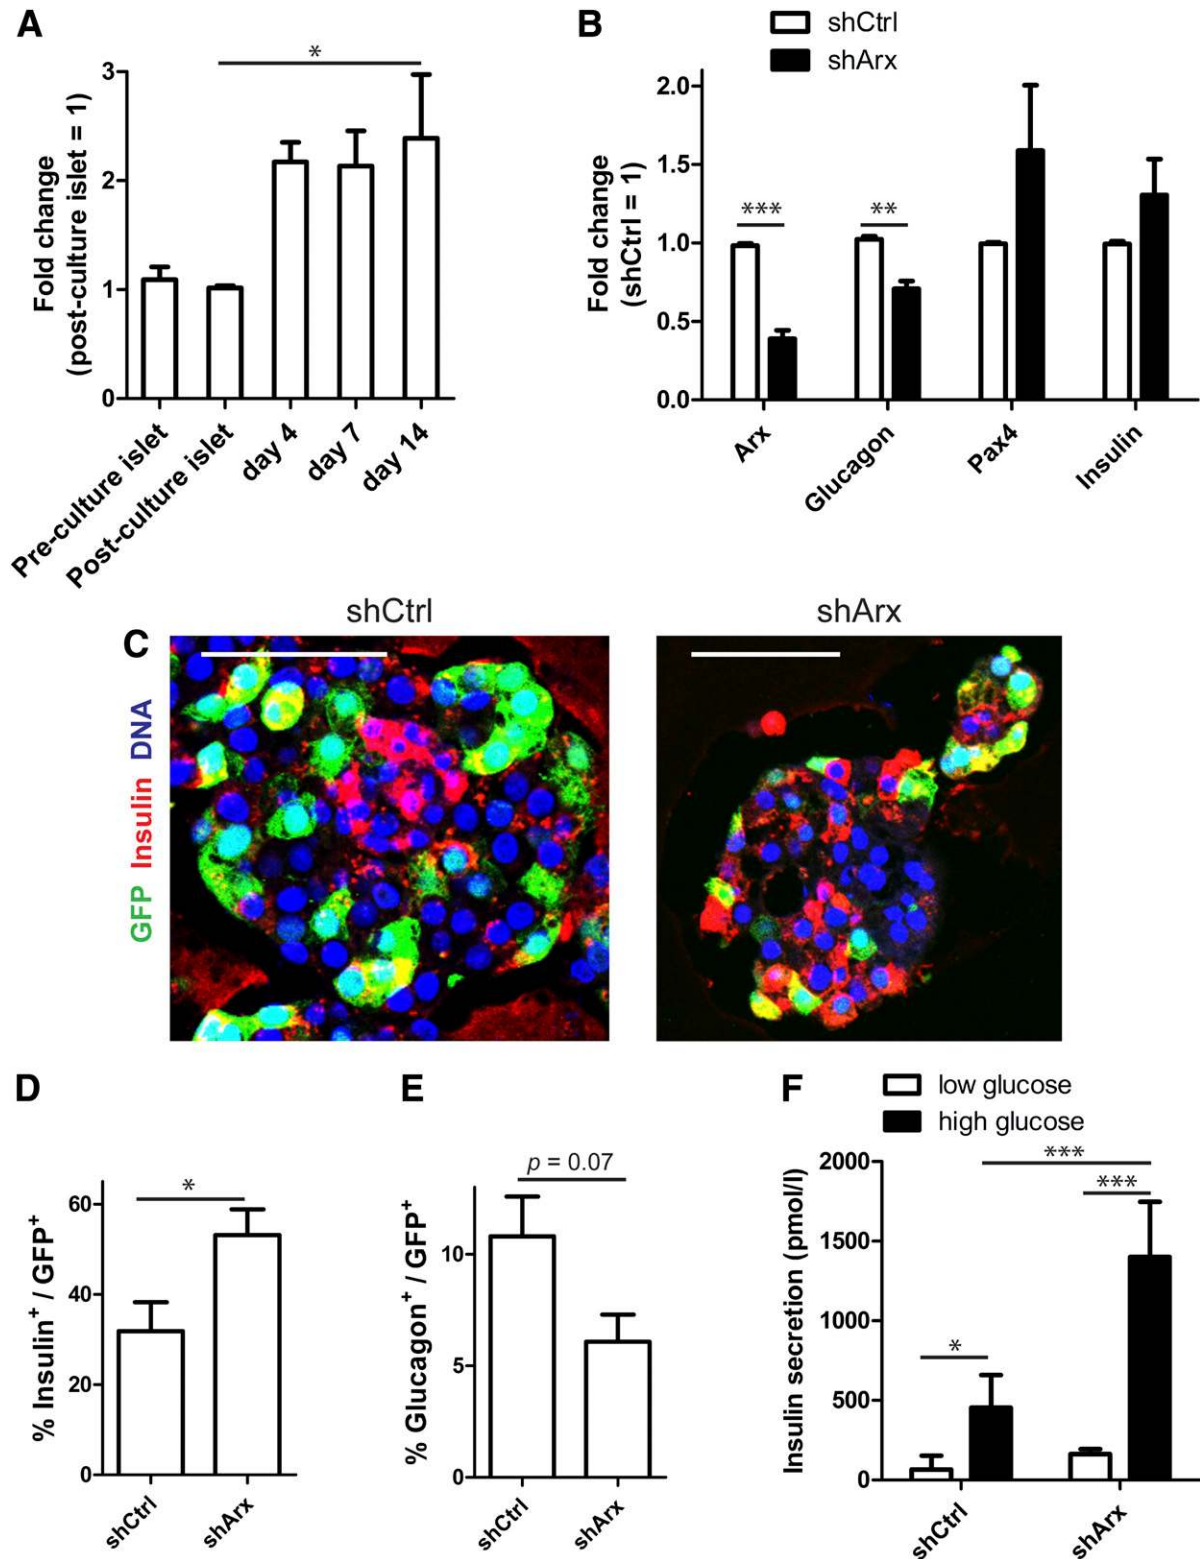 A
*
3
2
1
0
Fold change
(post-culture islet = 1)
Pre-culture islet
Post-culture islet
day 4
day 7
day 14
B
shCtrl
shArx
2.0
1.5
1.0
0.5
0.0
Fold change
(shCtrl = 1)
***
**
Arx
Glucagon
Pax4
Insulin
C
shCtrl
shArx
GFP Insulin DNA
D
*
60
40
20
0
% Insulin⁺ / GFP⁺
shCtrl
shArx
E
p = 0.07
10
5
0
% Glucagon⁺ / GFP⁺
shCtrl
shArx
F
low glucose
high glucose
***
***
*
2000
1500
1000
500
0
Insulin secretion (pmol/l)
shCtrl
shArx